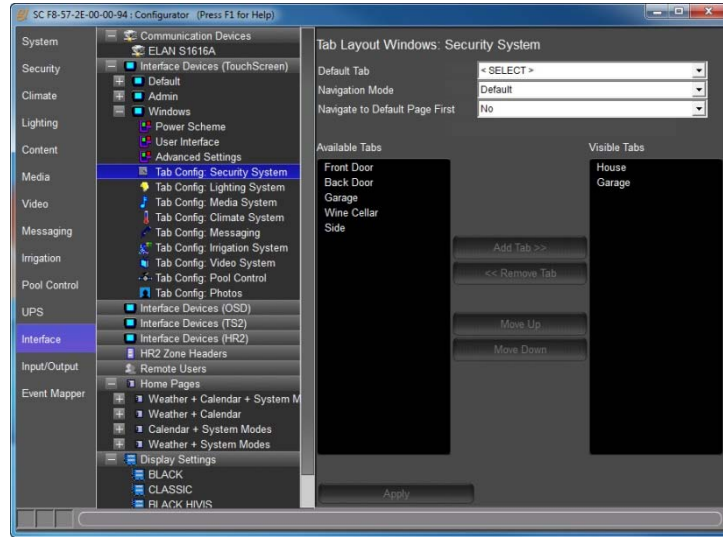 SC F8-57-2E-00-00-94 : Configurator (Press F1 for Help)
System
Security
Climate
Lighting
Content
Media
Video
Messaging
Irrigation
Pool Control
UPS
Interface
Input/Output
Event Mapper
Communication Devices
ELAN S1616A
Interface Devices (TouchScreen)
Default
Admin
Windows
Power Scheme
User Interface
Advanced Settings
Tab Config: Security System
Tab Config: Lighting System
Tab Config: Media System
Tab Config: Climate System
Tab Config: Messaging
Tab Config: Irrigation System
Tab Config: Video System
Tab Config: Pool Control
Tab Config: Photos
Interface Devices (OSD)
Interface Devices (TS2)
Interface Devices (HR2)
HR2 Zone Headers
Remote Users
Home Pages
Weather + Calendar + System M
Weather + Calendar
Calendar + System Modes
Weather + System Modes
Display Settings
BLACK
CLASSIC
BLACK HIVIS
Tab Layout Windows: Security System
Default Tab < SELECT >
Navigation Mode Default
Navigate to Default Page First No
Available Tabs
Front Door
Back Door
Garage
Wine Cellar
Side
Add Tab >>
<< Remove Tab
Move Up
Move Down
Visible Tabs
House
Garage
Apply